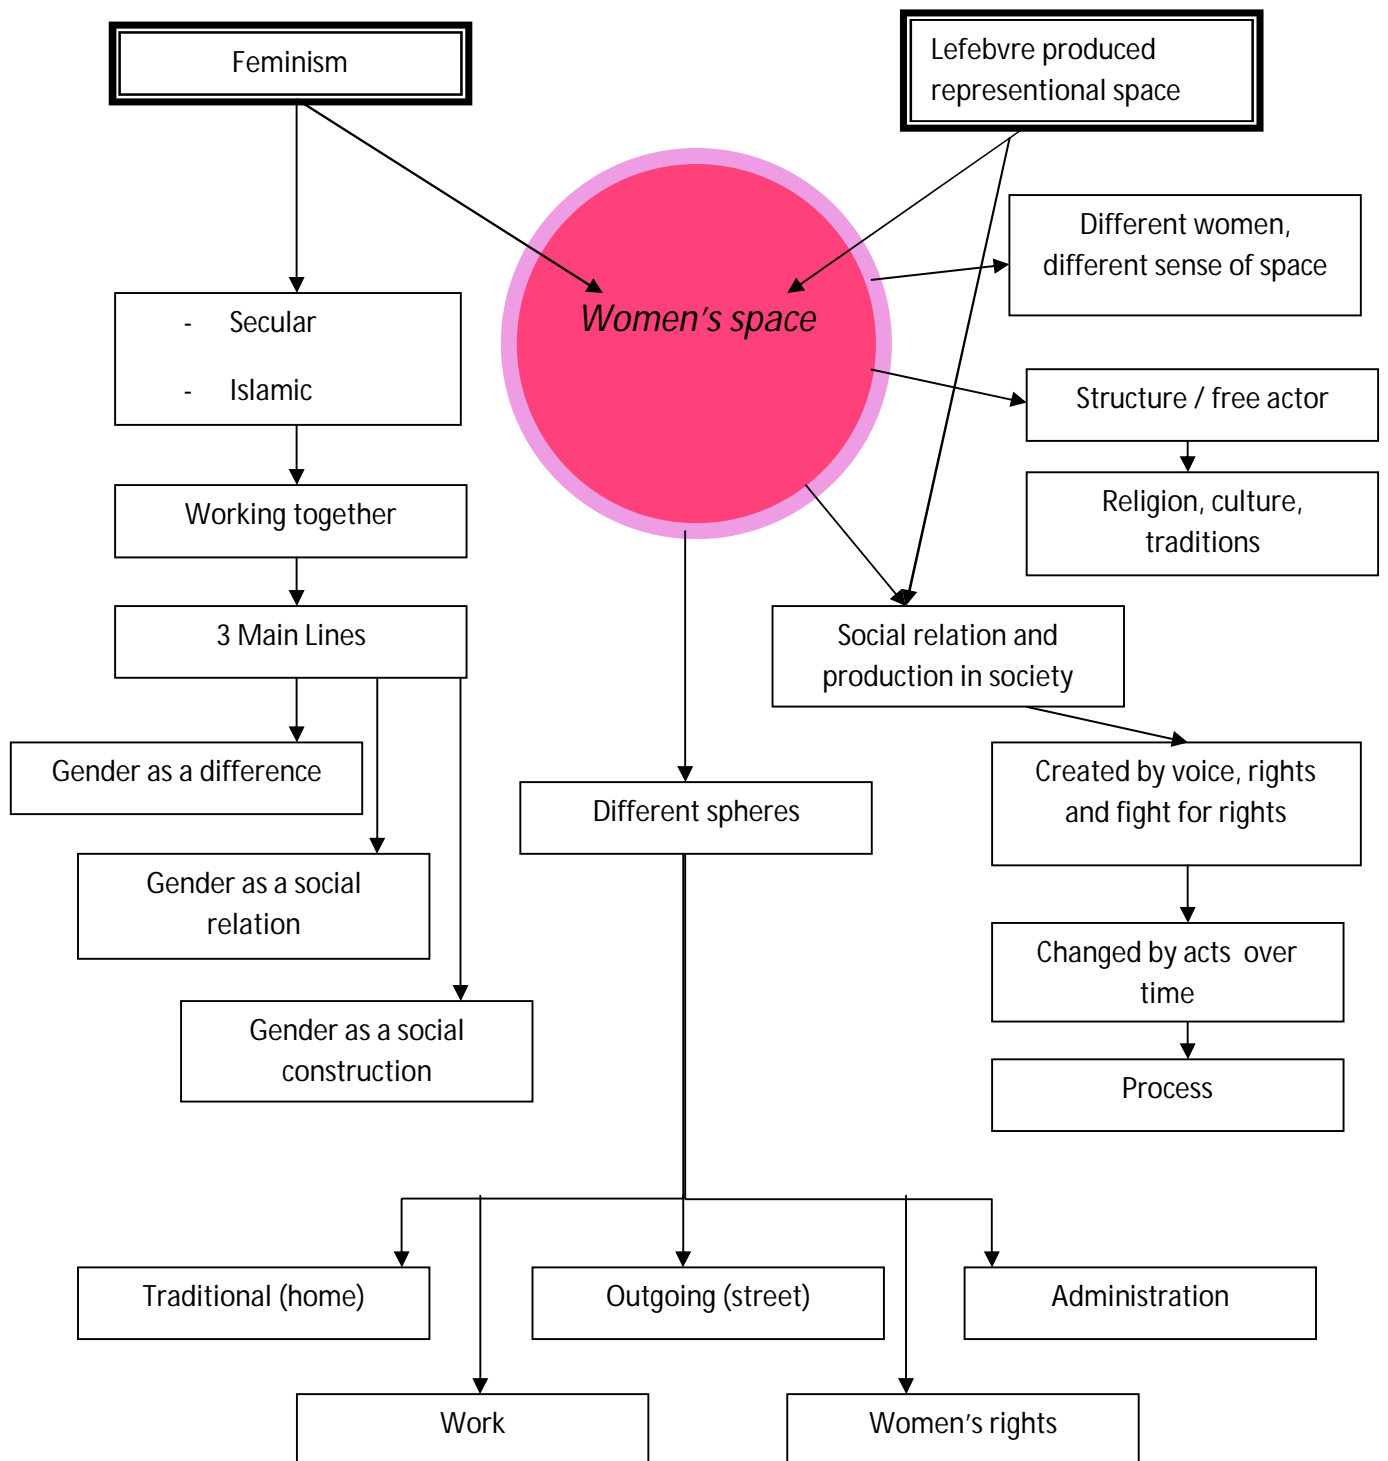 Feminism
Lefebvre produced
representional space
Women's space
Different women,
different sense of space
- Secular
- Islamic
Structure / free actor
Religion, culture,
traditions
Working together
3 Main Lines
Social relation and
production in society
Gender as a difference
Different spheres
Created by voice, rights
and fight for rights
Gender as a social
relation
Changed by acts over
time
Gender as a social
construction
Process
Traditional (home)
Outgoing (street)
Administration
Work
Women's rights